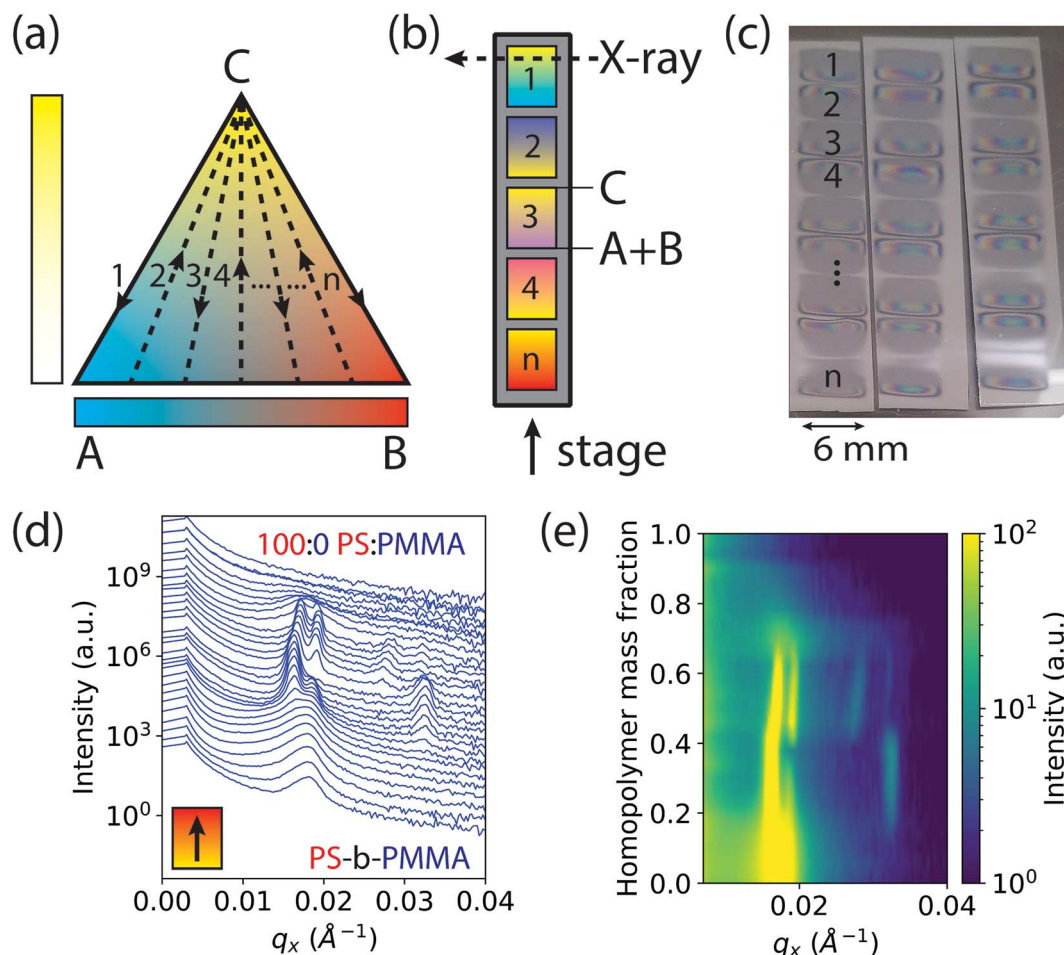 (a)
C
1
2
3
4
...
...
n
A
B
(b)
X-ray
1
2
3
4
n
C
A+B
stage
(c)
1
2
3
4
⋮
n
6 mm
(d)
100:0 PS:PMMA
Intensity (a.u.)
10⁹
10⁶
10³
10⁰
PS-b-PMMA
0.00
0.01
0.02
0.03
0.04
qₓ (Å⁻¹)
(e)
Homopolymer mass fraction
1.0
0.8
0.6
0.4
0.2
0.0
0.02
0.04
qₓ (Å⁻¹)
10²
10¹
10⁰
Intensity (a.u.)